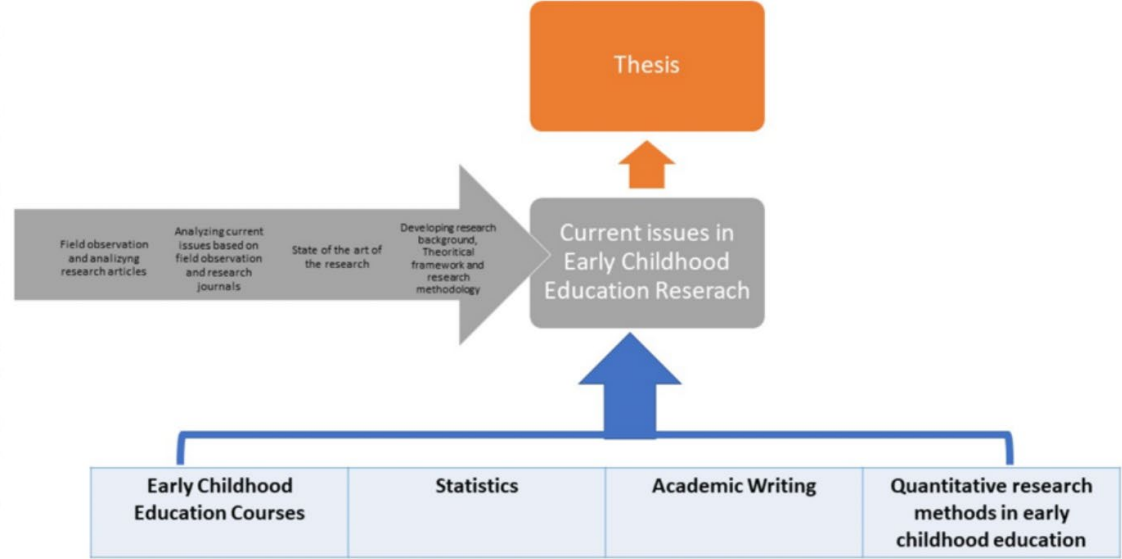 Thesis
Current issues in
Early Childhood
Education Reserach
Field observation
and analizyng
research articles
Analyzing current
issues based on
field observation
and research
journals
State of the art of
the research
Developing research
background,
Theoritical
framework and
research
methodology
Early Childhood
Education Courses
Statistics
Academic Writing
Quantitative research
methods in early
childhood education